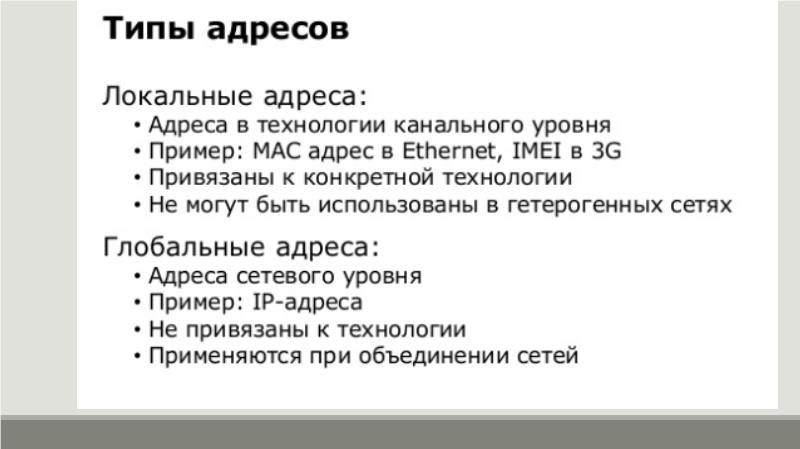 Типы адресов
Локальные адреса:
• Адреса в технологии канального уровня
• Пример: MAC адрес в Ethernet, IMEI в 3G
• Привязаны к конкретной технологии
• Не могут быть использованы в гетерогенных сетях
Глобальные адреса:
• Адреса сетевого уровня
• Пример: IP-адреса
• Не привязаны к технологии
• Применяются при объединении сетей